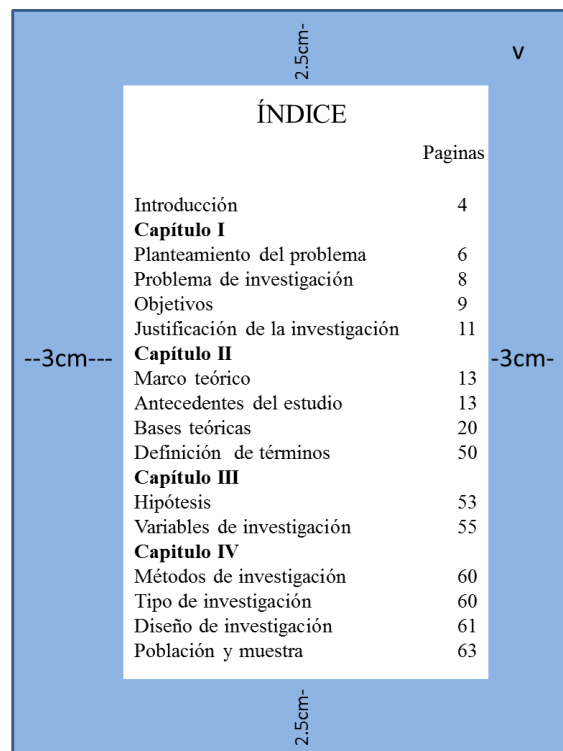 2.5cm-
v
ÍNDICE
Paginas
Introducción 4
Capítulo I
Planteamiento del problema 6
Problema de investigación 8
Objetivos 9
Justificación de la investigación 11
Capítulo II
--3cm--- -3cm-
Marco teórico 13
Antecedentes del estudio 13
Bases teóricas 20
Definición de términos 50
Capítulo III
Hipótesis 53
Variables de investigación 55
Capitulo IV
Métodos de investigación 60
Tipo de investigación 60
Diseño de investigación 61
Población y muestra 63
2.5cm-